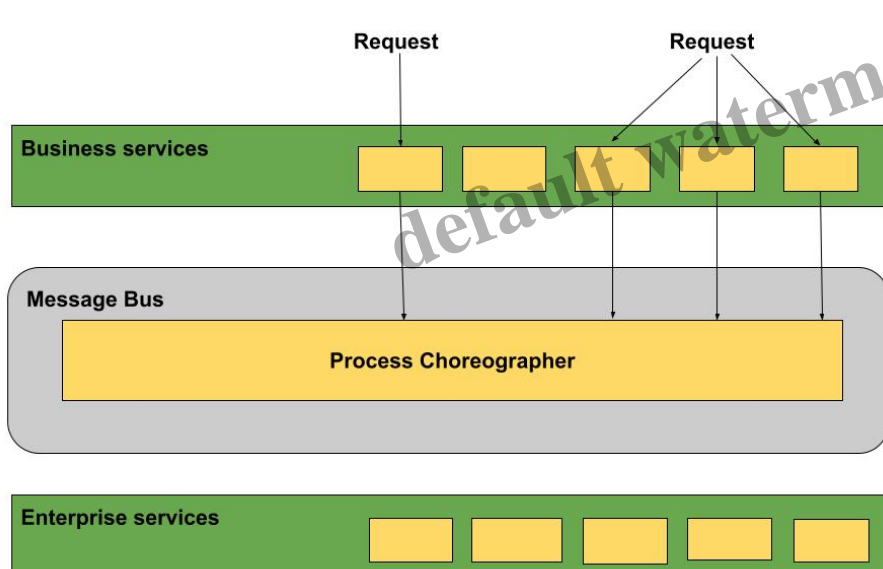 Request
Request
Business services
default waterm
Message Bus
Process Choreographer
Enterprise services